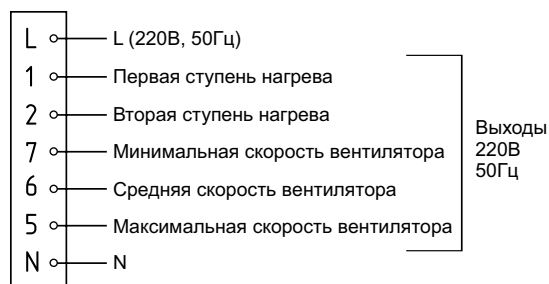 L L (220В, 50Гц)
1 Первая ступень нагрева
2 Вторая ступень нагрева
7 Минимальная скорость вентилятора
6 Средняя скорость вентилятора
5 Максимальная скорость вентилятора
N N
Выходы
220В
50Гц